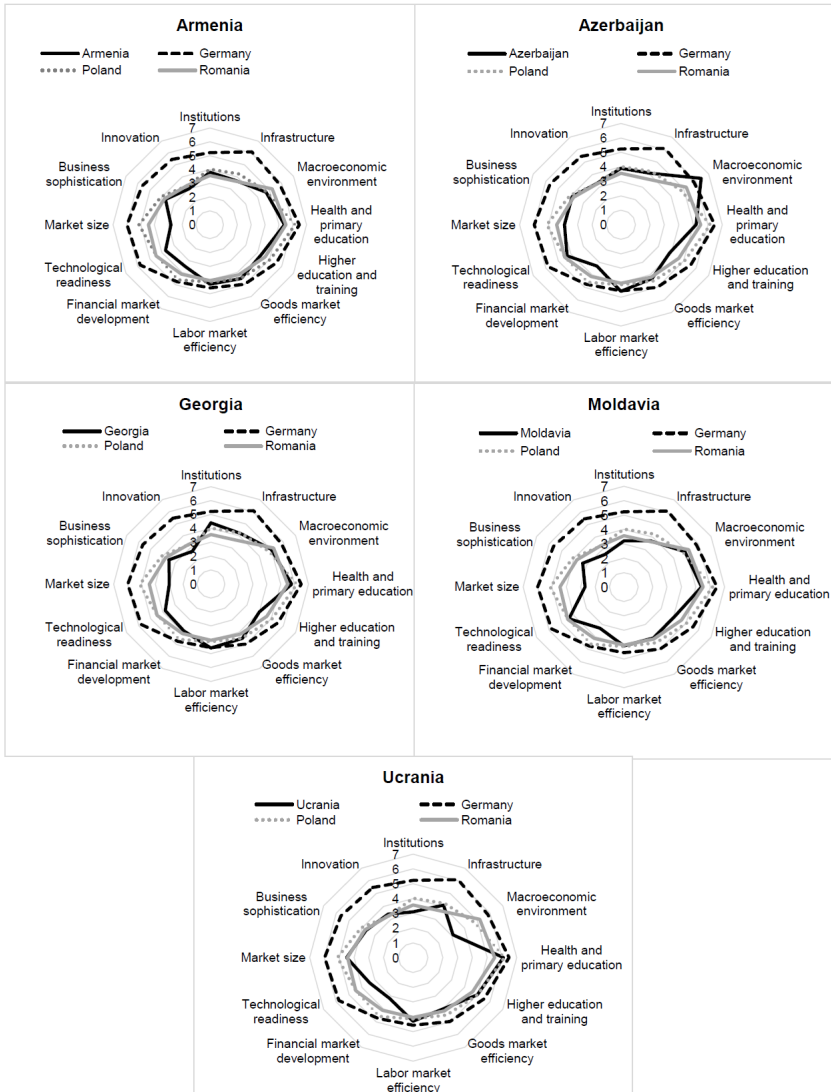 Armenia
Armenia
Germany
Poland
Romania
Institutions
Infrastructure
Macroeconomic
environment
Health and
primary
education
Higher
education and
training
Goods market
efficiency
Labor market
efficiency
Financial market
development
Technological
readiness
Market size
Business
sophistication
Innovation
7
6
5
4
3
2
1
0
Azerbaijan
Azerbaijan
Germany
Poland
Romania
Institutions
Infrastructure
Macroeconomic
environment
Health and
primary
education
Higher education
and training
Goods market
efficiency
Labor market
efficiency
Financial market
development
Technological
readiness
Market size
Business
sophistication
Innovation
7
6
5
4
3
2
1
0
Georgia
Georgia
Germany
Poland
Romania
Institutions
Infrastructure
Macroeconomic
environment
Health and
primary education
Higher education
and training
Goods market
efficiency
Labor market
efficiency
Financial market
development
Technological
readiness
Market size
Business
sophistication
Innovation
7
6
5
4
3
2
1
0
Moldavia
Moldavia
Germany
Poland
Romania
Institutions
Infrastructure
Macroeconomic
environment
Health and
primary
education
Higher education
and training
Goods market
efficiency
Labor market
efficiency
Financial market
development
Technological
readiness
Market size
Business
sophistication
Innovation
7
6
5
4
3
2
1
0
Ucrania
Ucrania
Germany
Poland
Romania
Institutions
Infrastructure
Macroeconomic
environment
Health and
primary
education
Higher education
and training
Goods market
efficiency
Labor market
efficiency
Financial market
development
Technological
readiness
Market size
Business
sophistication
Innovation
7
6
5
4
3
2
1
0